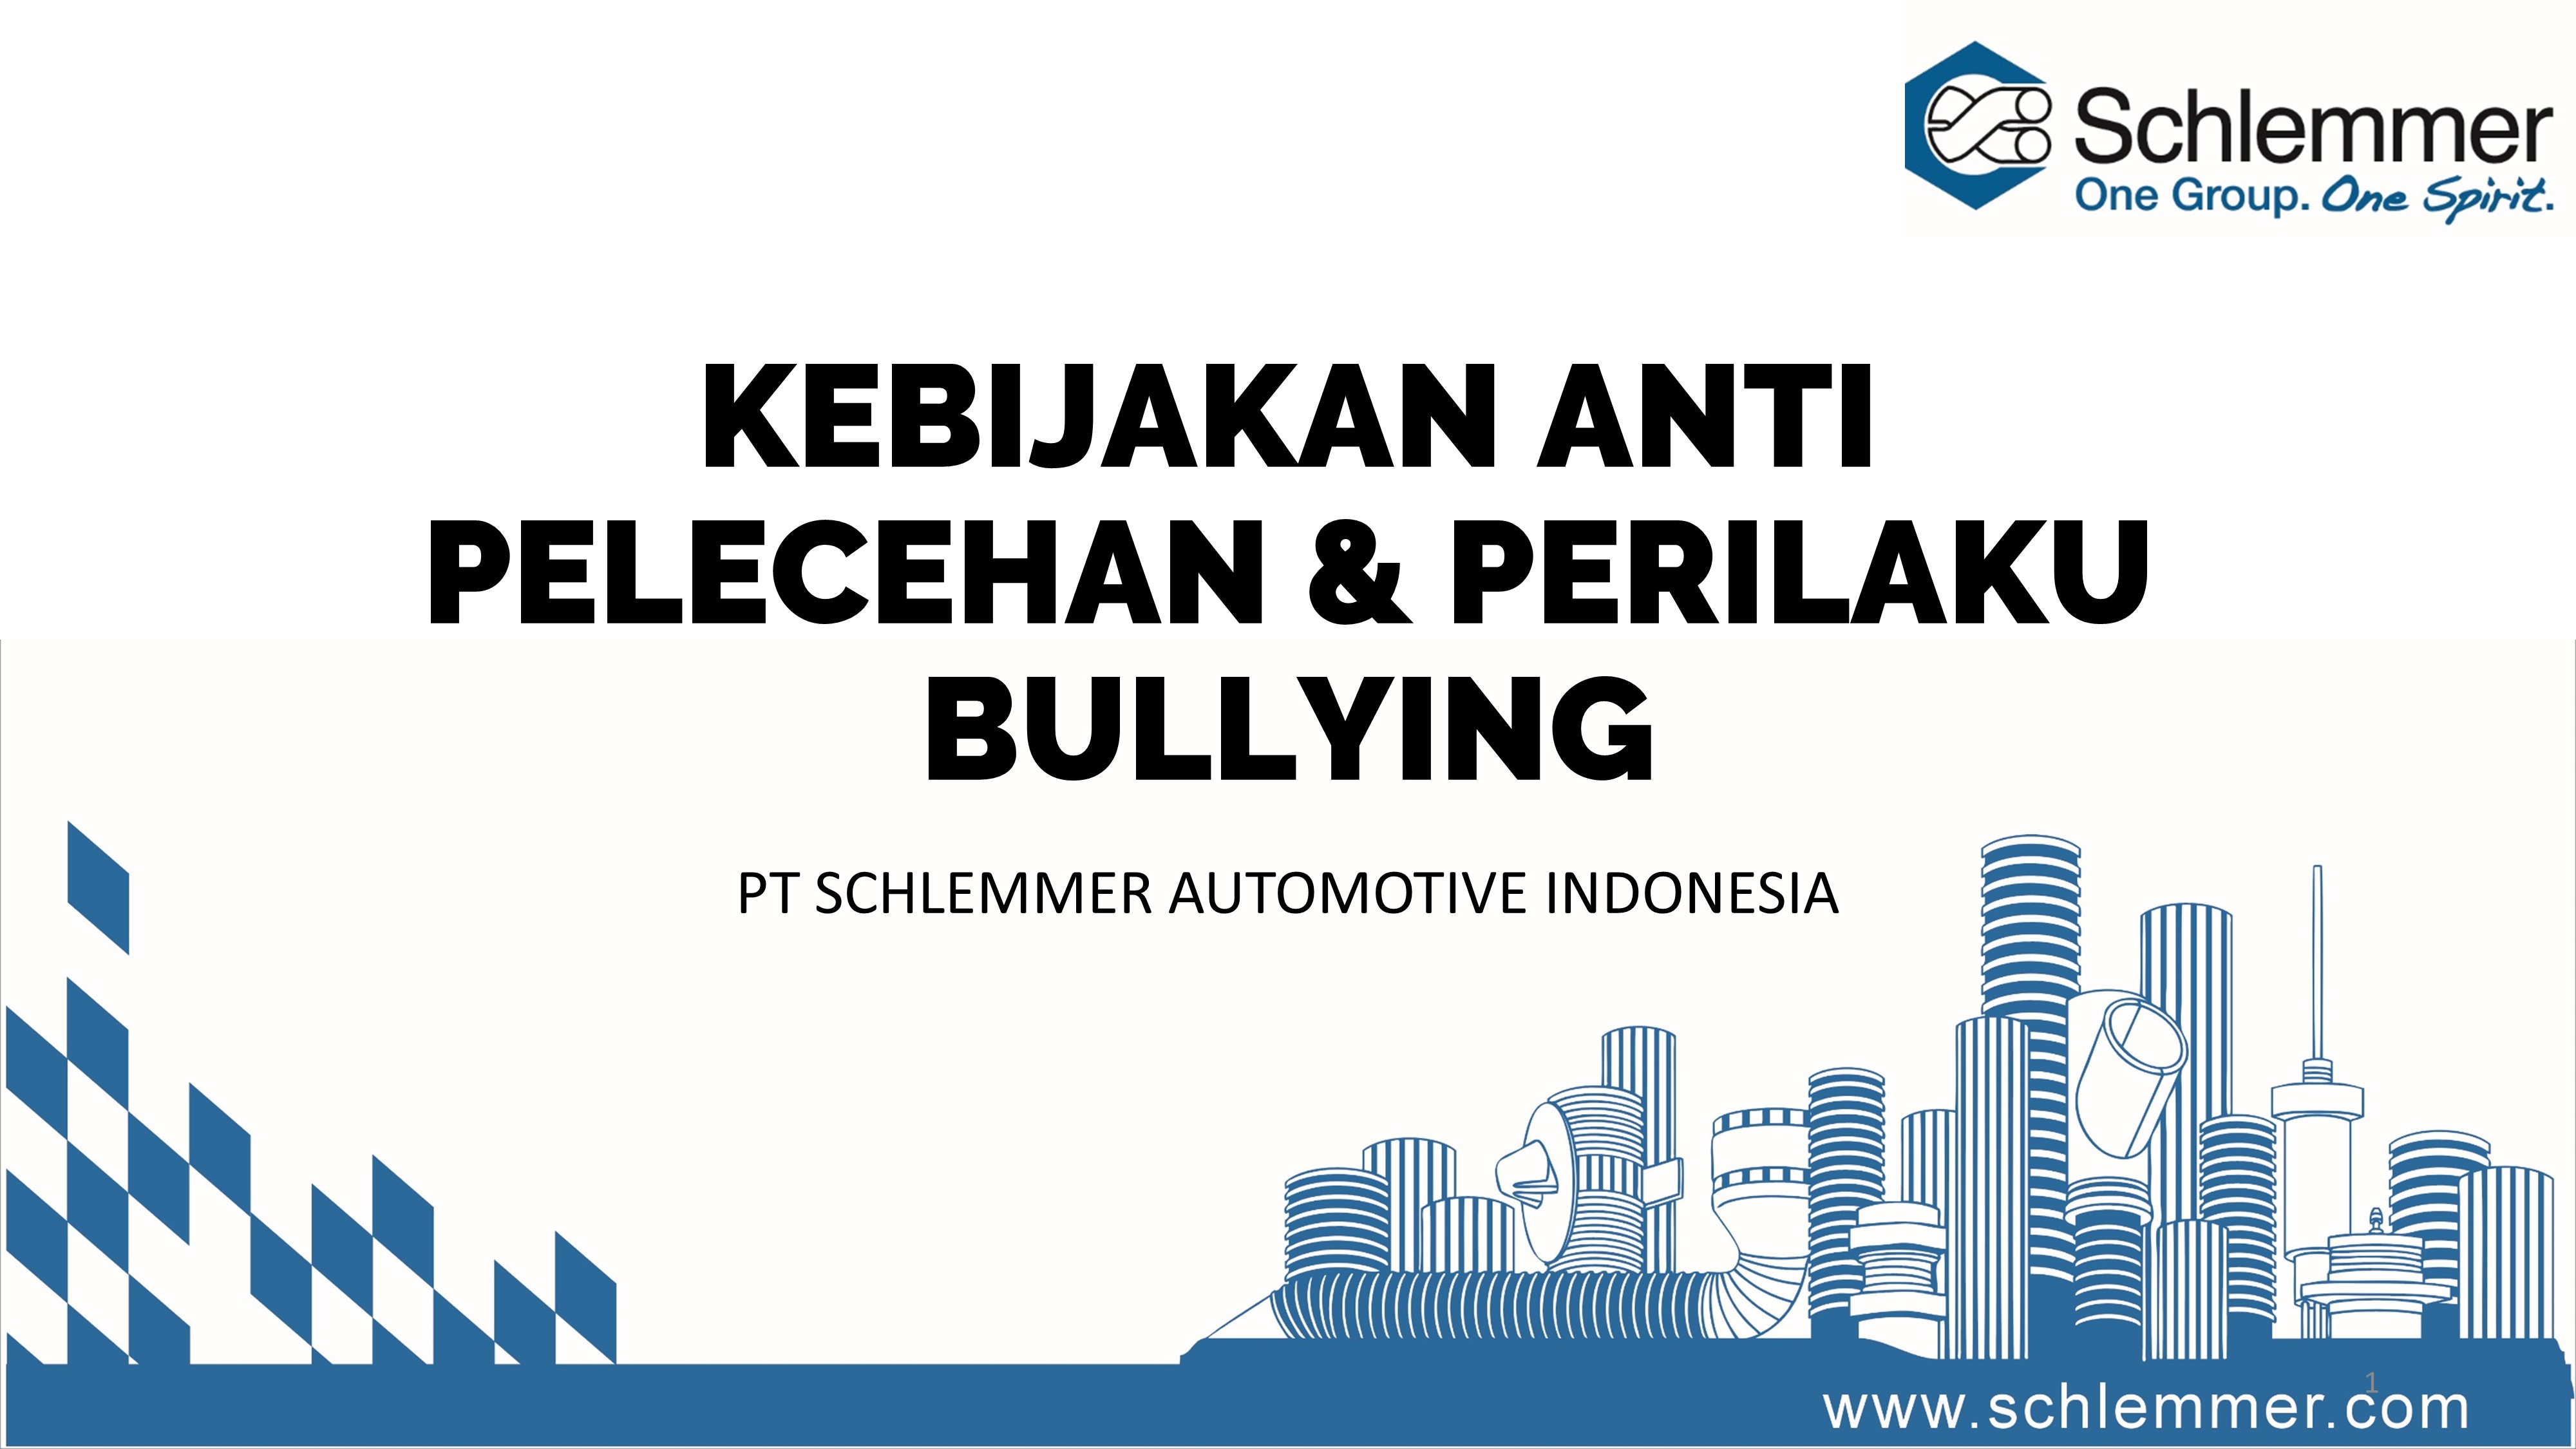 Schlemmer
One Group. One Spirit.
KEBIJAKAN ANTI
PELECEHAN & PERILAKU
BULLYING
PT SCHLEMMER AUTOMOTIVE INDONESIA
1
www.schlemmer.com